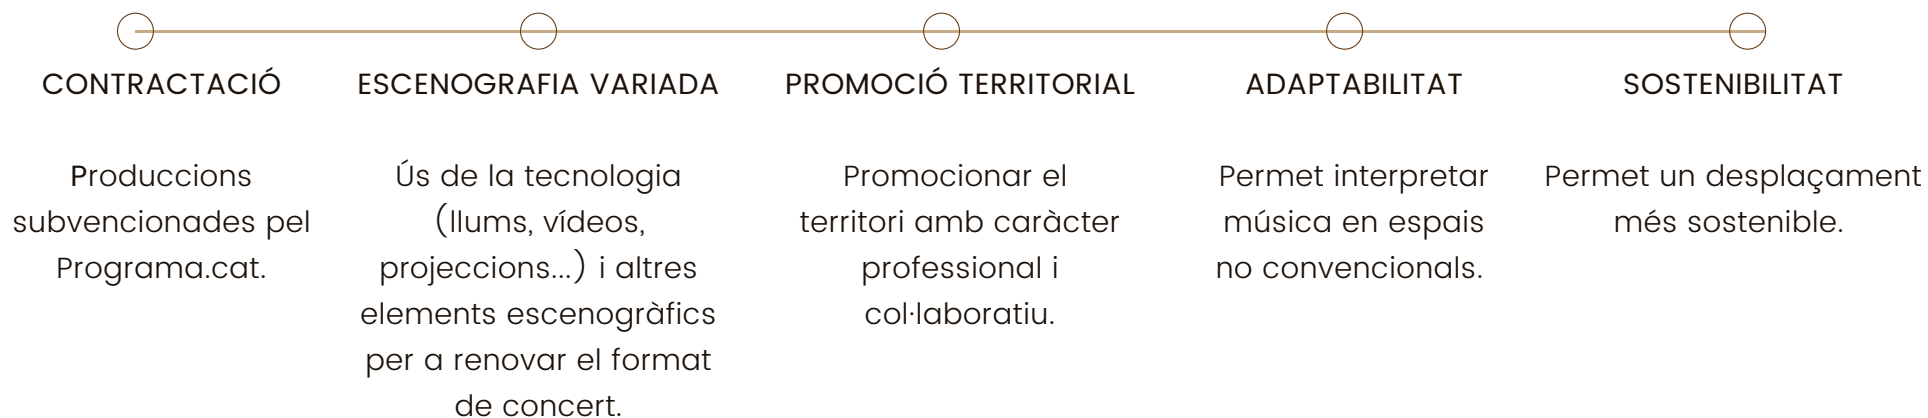 CONTRACTACIÓ
Produccions
subvencionades pel
Programa.cat.
ESCENOGRAFIA VARIADA
Ús de la tecnologia
(llums, vídeos,
projeccions...) i altres
elements escenogràfics
per a renovar el format
de concert.
PROMOCIÓ TERRITORIAL
Promocionar el
territori amb caràcter
professional i
col·laboratiu.
ADAPTABILITAT
Permet interpretar
música en espais
no convencionals.
SOSTENIBILITAT
Permet un desplaçament
més sostenible.